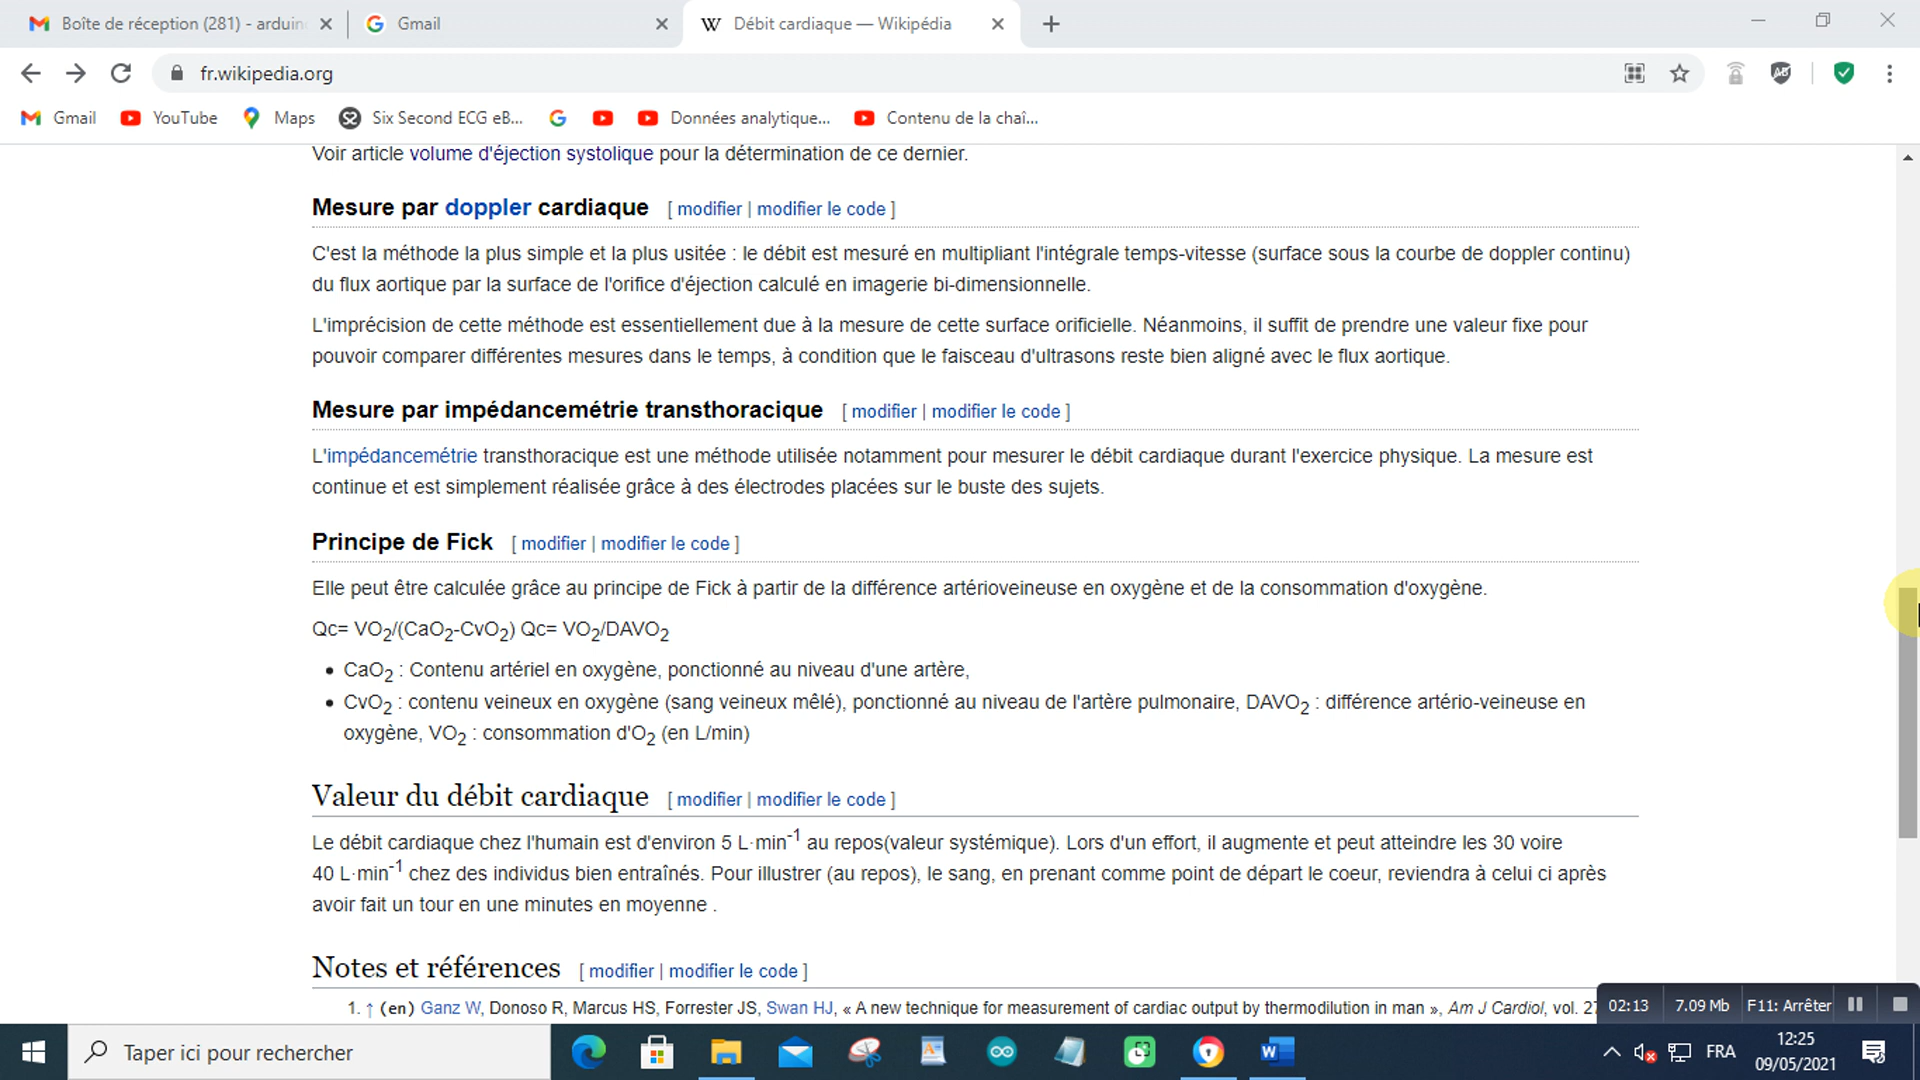 Boîte de réception (281) - arduin
Gmail
Débit cardiaque — Wikipédia
fr.wikipedia.org
Gmail
YouTube
Maps
Six Second ECG eB...
Données analytique...
Contenu de la chaî...
Voir article volume d'éjection systolique pour la détermination de ce dernier.
Mesure par doppler cardiaque [ modifier | modifier le code ]
C'est la méthode la plus simple et la plus usitée : le débit est mesuré en multipliant l'intégrale temps-vitesse (surface sous la courbe de doppler continu)
du flux aortique par la surface de l'orifice d'éjection calculé en imagerie bi-dimensionnelle.
L'imprécision de cette méthode est essentiellement due à la mesure de cette surface orificielle. Néanmoins, il suffit de prendre une valeur fixe pour
pouvoir comparer différentes mesures dans le temps, à condition que le faisceau d'ultrasons reste bien aligné avec le flux aortique.
Mesure par impédancemétrie transthoracique [ modifier | modifier le code ]
L'impédancemétrie transthoracique est une méthode utilisée notamment pour mesurer le débit cardiaque durant l'exercice physique. La mesure est
continue et est simplement réalisée grâce à des électrodes placées sur le buste des sujets.
Principe de Fick [ modifier | modifier le code ]
Elle peut être calculée grâce au principe de Fick à partir de la différence artérioveineuse en oxygène et de la consommation d'oxygène.
Qc= VO2/(CaO2-CvO2) Qc= VO2/DAVO2
• CaO2 : Contenu artériel en oxygène, ponctionné au niveau d'une artère,
• CvO2 : contenu veineux en oxygène (sang veineux mêlé), ponctionné au niveau de l'artère pulmonaire, DAVO2 : différence artério-veineuse en
oxygène, VO2 : consommation d'O2 (en L/min)
Valeur du débit cardiaque [ modifier | modifier le code ]
Le débit cardiaque chez l'humain est d'environ 5 L·min-1 au repos(valeur systémique). Lors d'un effort, il augmente et peut atteindre les 30 voire
40 L·min-1 chez des individus bien entraînés. Pour illustrer (au repos), le sang, en prenant comme point de départ le coeur, reviendra à celui ci après
avoir fait un tour en une minutes en moyenne .
Notes et références [ modifier | modifier le code ]
1. ↑ (en) Ganz W, Donoso R, Marcus HS, Forrester JS, Swan HJ, « A new technique for measurement of cardiac output by thermodilution in man », Am J Cardiol, vol. 27
02:13
7.09 Mb
F11: Arrêter
Taper ici pour rechercher
FRA
12:25
09/05/2021